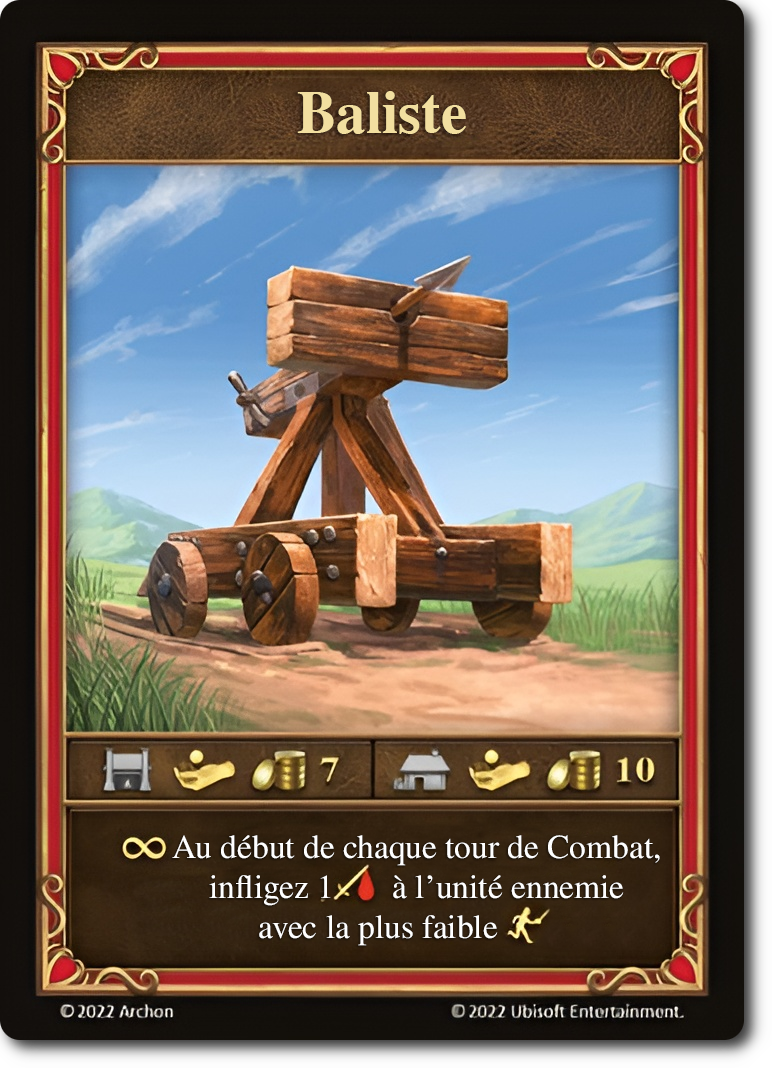 Baliste
7 10
∞ Au début de chaque tour de Combat,
infligez 1 à l’unité ennemie
avec la plus faible
© 2022 Archon © 2022 Ubisoft Entertainment.